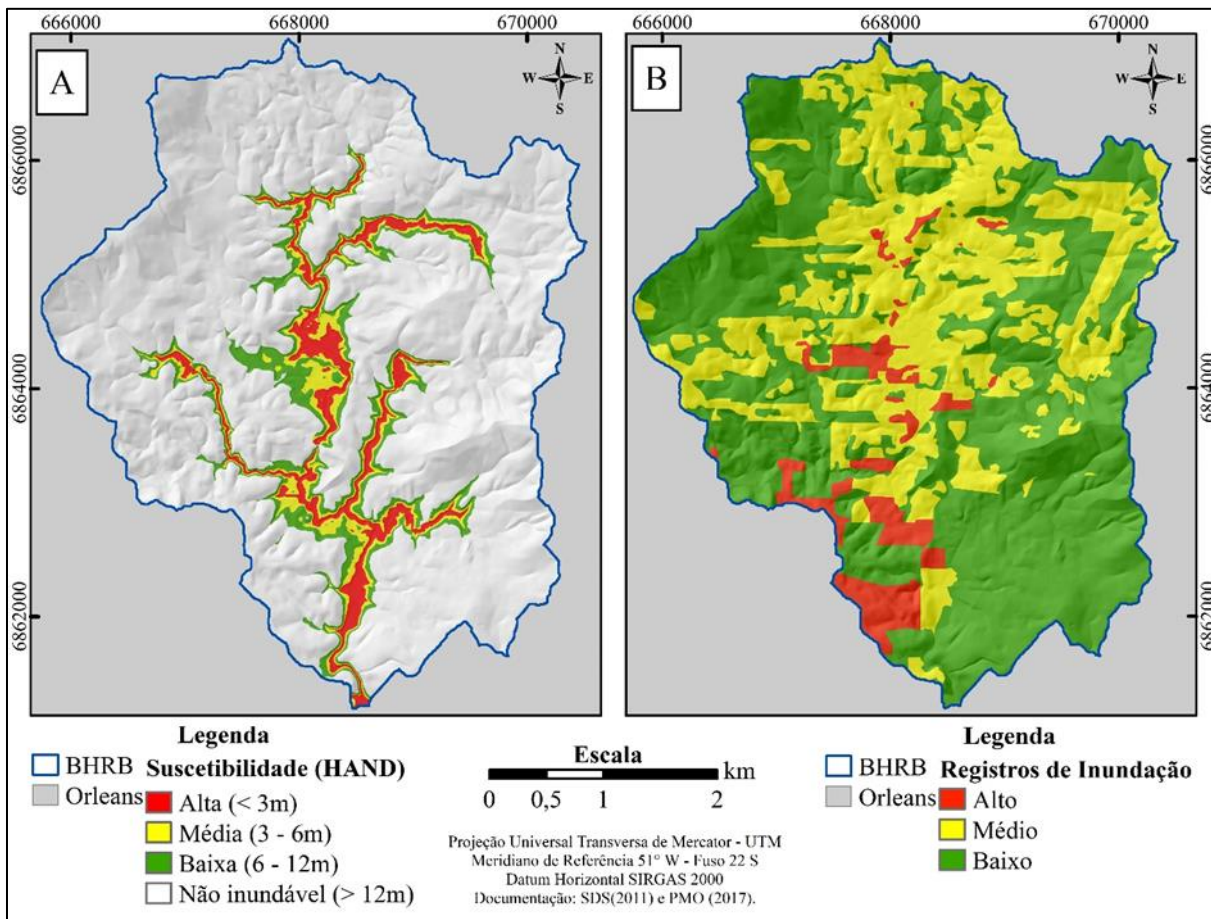 666000 668000 670000 666000 668000 670000
A
N
W E
S
B
N
W E
S
6866000
6864000
6862000
6866000
6864000
6862000
Legenda
BHRB
Orleans
Suscetibilidade (HAND)
Alta (< 3m)
Média (3 - 6m)
Baixa (6 - 12m)
Não inundável (> 12m)
Escala
km
0 0,5 1 2
Projeção Universal Transversa de Mercator - UTM
Meridiano de Referência 51° W - Fuso 22 S
Datum Horizontal SIRGAS 2000
Documentação: SDS(2011) e PMO (2017).
Legenda
BHRB
Orleans
Registros de Inundação
Alto
Médio
Baixo